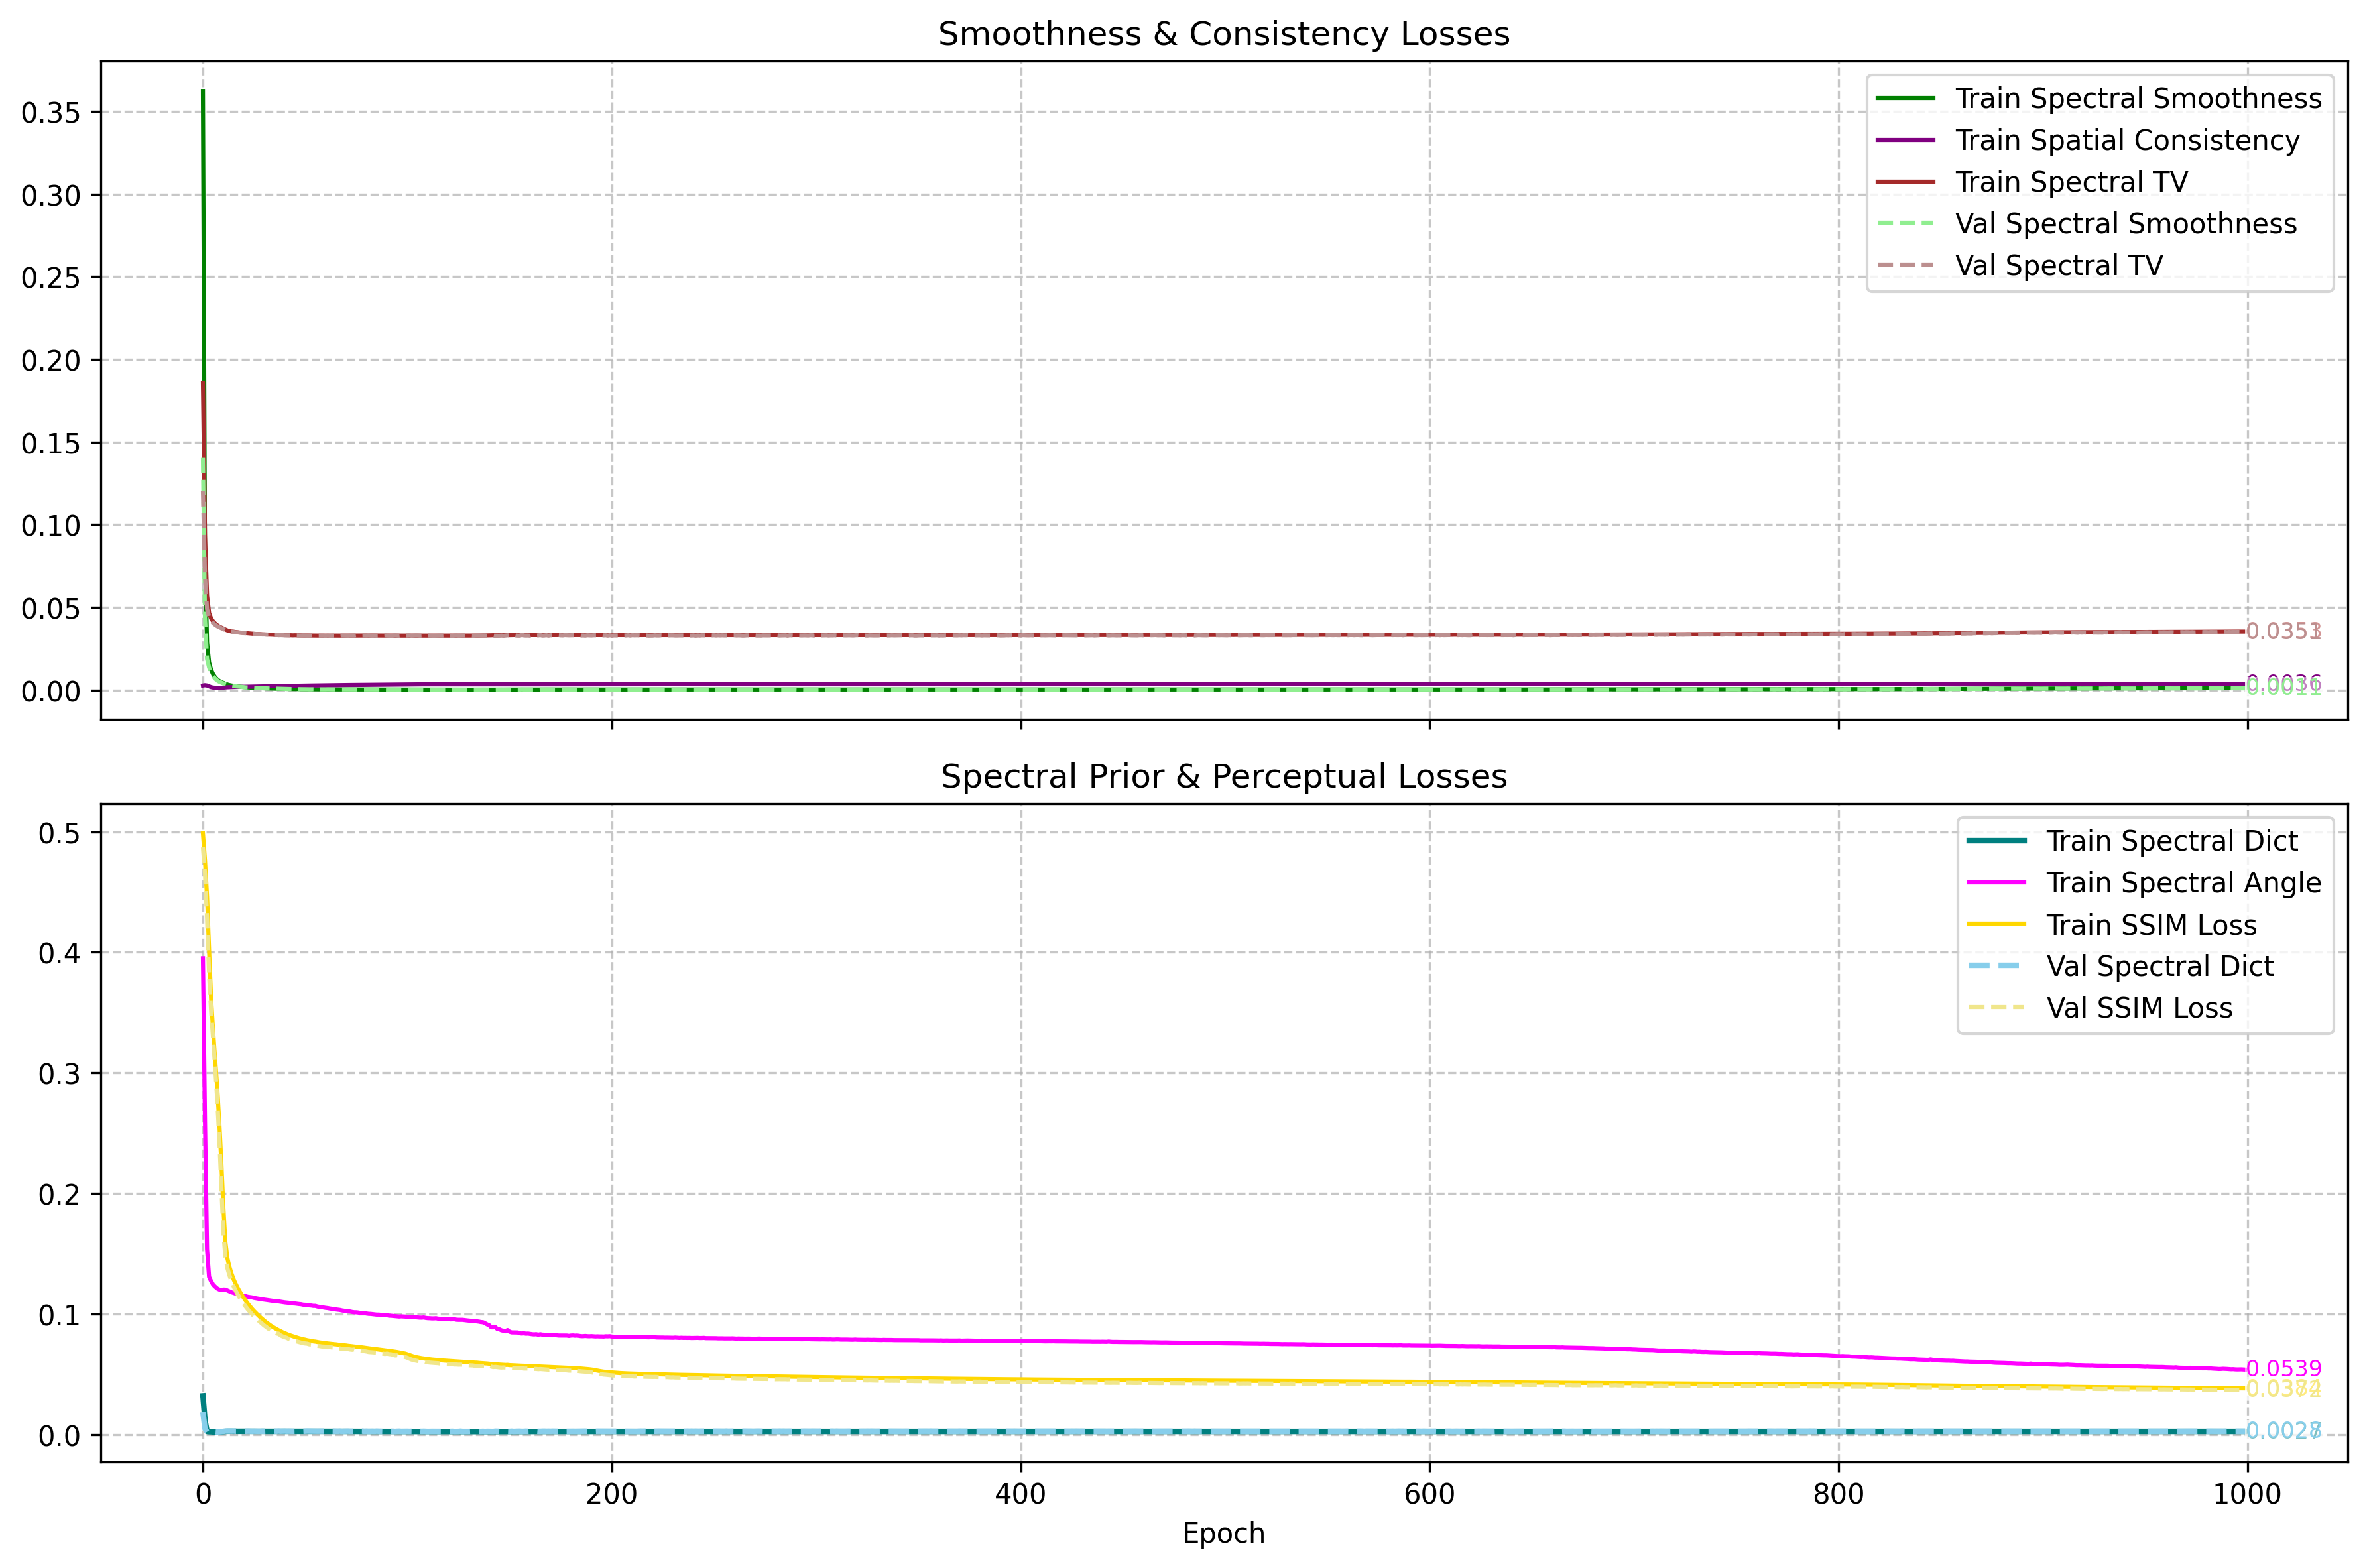 Smoothness & Consistency Losses
0.35
0.30
0.25
0.20
0.15
0.10
0.05
0.00
Train Spectral Smoothness
Train Spatial Consistency
Train Spectral TV
Val Spectral Smoothness
Val Spectral TV
Spectral Prior & Perceptual Losses
0.5
0.4
0.3
0.2
0.1
0.0
Train Spectral Dict
Train Spectral Angle
Train SSIM Loss
Val Spectral Dict
Val SSIM Loss
0.0539
0 200 400 600 800 1000
Epoch